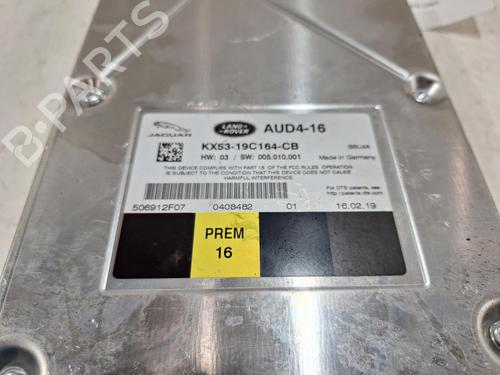 B-PARTS
JAGUAR
LAND ROVER
AUD4-16
KX53-19C164-CB
HW: 03 / SW: 005.010.001
Made in Germany
THIS DEVICE COMPLIES WITH PART 15 OF THE FCC RULES. OPERATION
IS SUBJECT TO THE CONDITION THAT THIS DEVICE DOES NOT CAUSE
HARMFUL INTERFERENCE
For DTS patents, see
http://patents.dts.com
506912F07 0408482 01 16.02.19
PREM
16